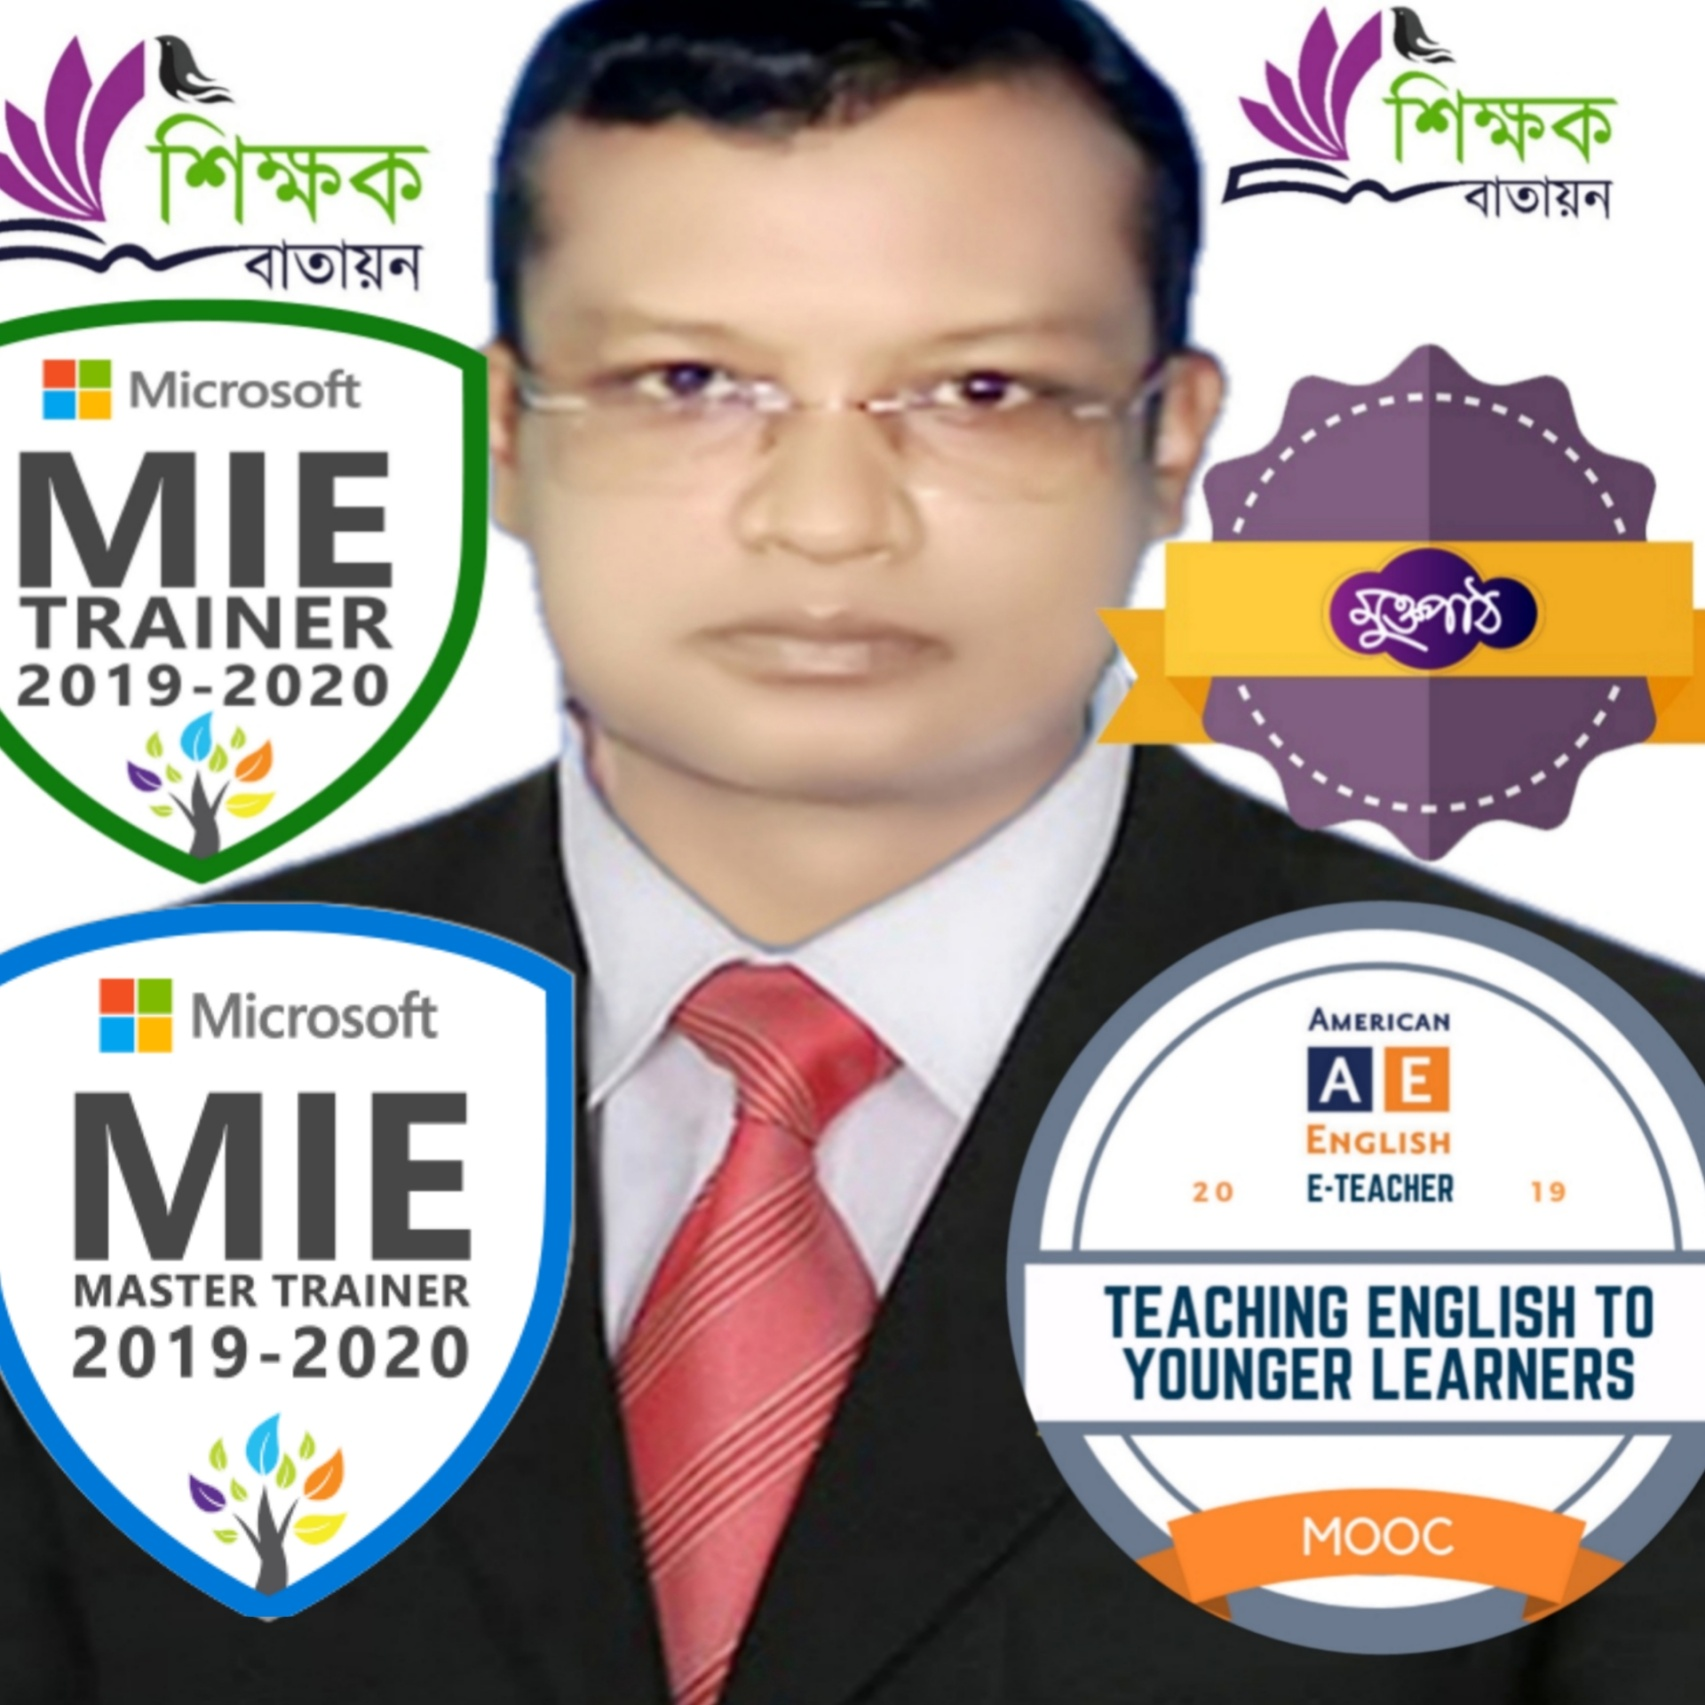 শিক্ষক
বাতায়ন
শিক্ষক
বাতায়ন
Microsoft
MIE
TRAINER
2019-2020
মুক্তপাঠ
Microsoft
MIE
MASTER TRAINER
2019-2020
AMERICAN
A E
ENGLISH
20 E-TEACHER 19
TEACHING ENGLISH TO
YOUNGER LEARNERS
MOOC